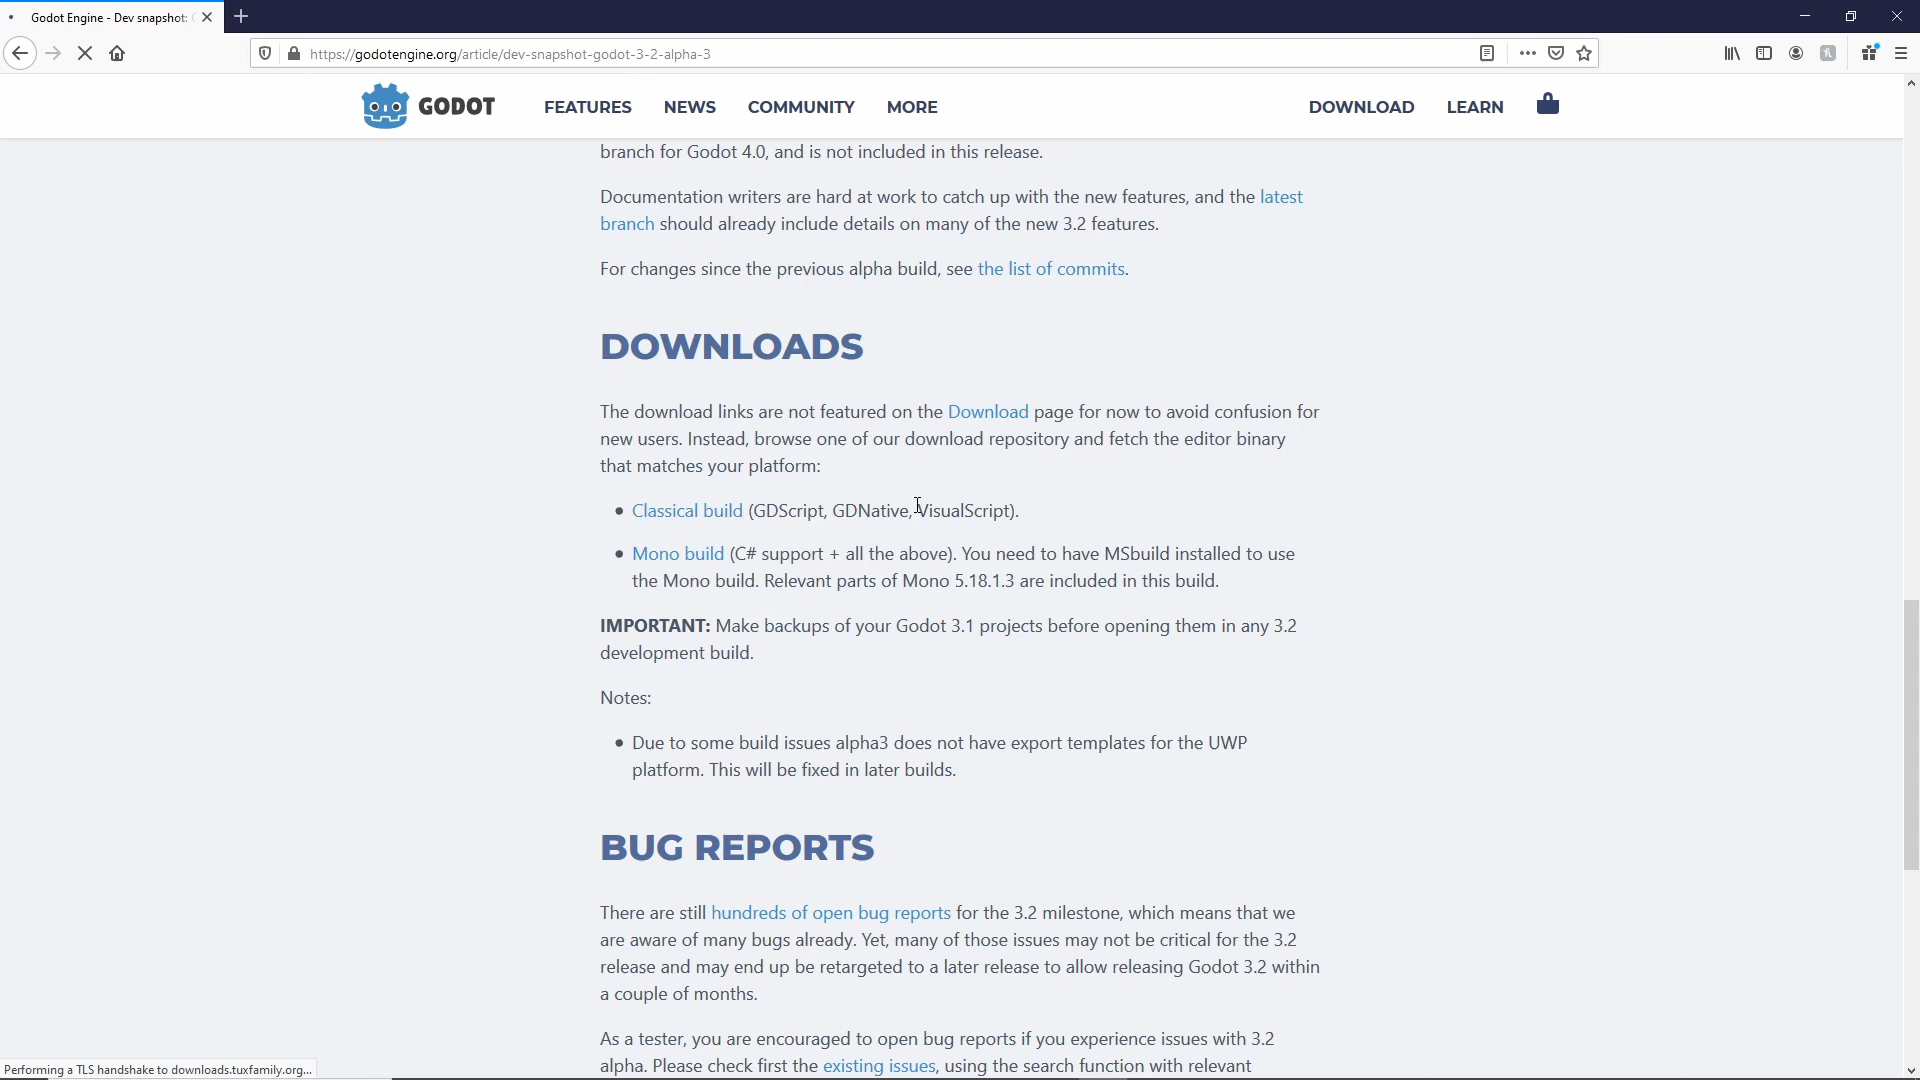 Godot Engine - Dev snapshot:
https://godotengine.org/article/dev-snapshot-godot-3-2-alpha-3
GODOT FEATURES NEWS COMMUNITY MORE DOWNLOAD LEARN
branch for Godot 4.0, and is not included in this release.
Documentation writers are hard at work to catch up with the new features, and the latest
branch should already include details on many of the new 3.2 features.
For changes since the previous alpha build, see the list of commits.
DOWNLOADS
The download links are not featured on the Download page for now to avoid confusion for
new users. Instead, browse one of our download repository and fetch the editor binary
that matches your platform:
• Classical build (GDScript, GDNative, VisualScript).
• Mono build (C# support + all the above). You need to have MSbuild installed to use
the Mono build. Relevant parts of Mono 5.18.1.3 are included in this build.
IMPORTANT: Make backups of your Godot 3.1 projects before opening them in any 3.2
development build.
Notes:
• Due to some build issues alpha3 does not have export templates for the UWP
platform. This will be fixed in later builds.
BUG REPORTS
There are still hundreds of open bug reports for the 3.2 milestone, which means that we
are aware of many bugs already. Yet, many of those issues may not be critical for the 3.2
release and may end up be retargeted to a later release to allow releasing Godot 3.2 within
a couple of months.
As a tester, you are encouraged to open bug reports if you experience issues with 3.2
alpha. Please check first the existing issues, using the search function with relevant
Performing a TLS handshake to downloads.tuxfamily.org...